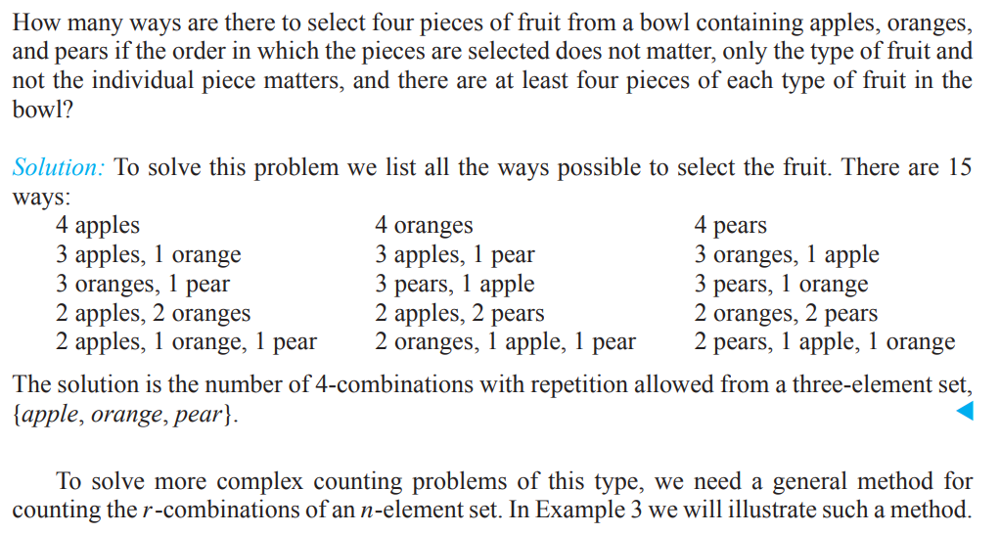 How many ways are there to select four pieces of fruit from a bowl containing apples, oranges,
and pears if the order in which the pieces are selected does not matter, only the type of fruit and
not the individual piece matters, and there are at least four pieces of each type of fruit in the
bowl?
Solution: To solve this problem we list all the ways possible to select the fruit. There are 15
ways:
4 apples 4 oranges 4 pears
3 apples, 1 orange 3 apples, 1 pear 3 oranges, 1 apple
3 oranges, 1 pear 3 pears, 1 apple 3 pears, 1 orange
2 apples, 2 oranges 2 apples, 2 pears 2 oranges, 2 pears
2 apples, 1 orange, 1 pear 2 oranges, 1 apple, 1 pear 2 pears, 1 apple, 1 orange
The solution is the number of 4-combinations with repetition allowed from a three-element set,
{apple, orange, pear}.
To solve more complex counting problems of this type, we need a general method for
counting the r-combinations of an n-element set. In Example 3 we will illustrate such a method.